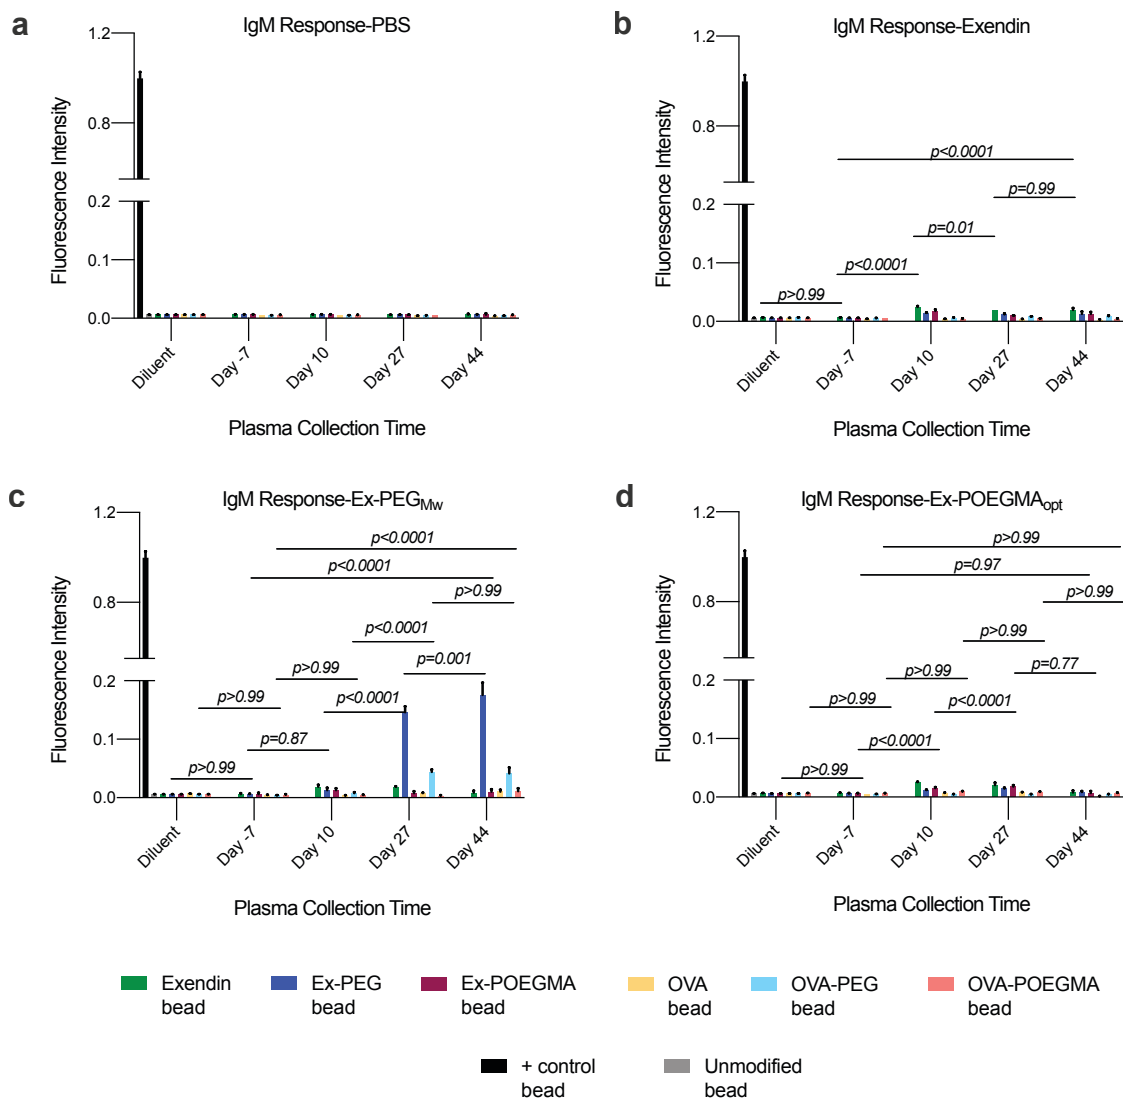 a
IgM Response-PBS
1.2
0.8
0.2
0.1
0.0
Fluorescence Intensity
Diluent
Day -7
Day 10
Day 27
Day 44
Plasma Collection Time
b
IgM Response-Exendin
1.2
0.8
0.2
0.1
0.0
Fluorescence Intensity
p<0.0001
p=0.99
p=0.01
p<0.0001
p>0.99
Diluent
Day -7
Day 10
Day 27
Day 44
Plasma Collection Time
c
IgM Response-Ex-PEGMw
1.2
0.8
0.2
0.1
0.0
Fluorescence Intensity
p<0.0001
p<0.0001
p>0.99
p<0.0001
p=0.001
p>0.99
p>0.99
p<0.0001
p=0.87
p>0.99
Diluent
Day -7
Day 10
Day 27
Day 44
Plasma Collection Time
d
IgM Response-Ex-POEGMAopt
1.2
0.8
0.2
0.1
0.0
Fluorescence Intensity
p>0.99
p=0.97
p>0.99
p>0.99
p=0.77
p>0.99
p>0.99
p<0.0001
p<0.0001
p>0.99
Diluent
Day -7
Day 10
Day 27
Day 44
Plasma Collection Time
Exendin
bead
Ex-PEG
bead
Ex-POEGMA
bead
OVA
bead
OVA-PEG
bead
OVA-POEGMA
bead
+ control
bead
Unmodified
bead